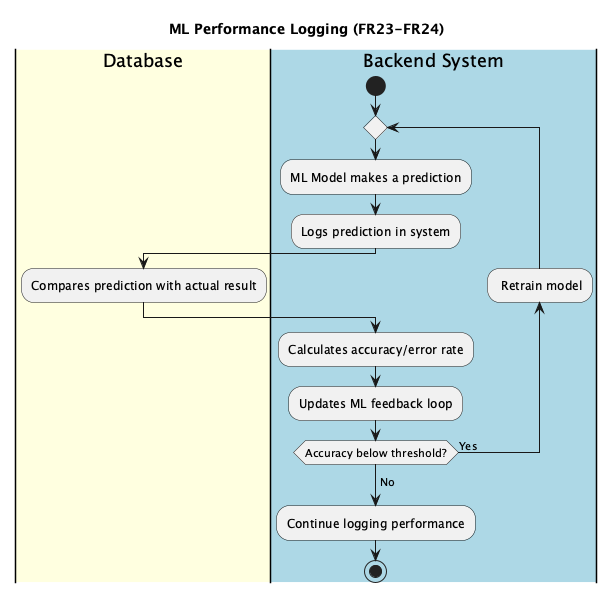 ML Performance Logging (FR23-FR24)
Database
Backend System
ML Model makes a prediction
Logs prediction in system
Compares prediction with actual result
Retrain model
Calculates accuracy/error rate
Updates ML feedback loop
Accuracy below threshold?
Yes
No
Continue logging performance